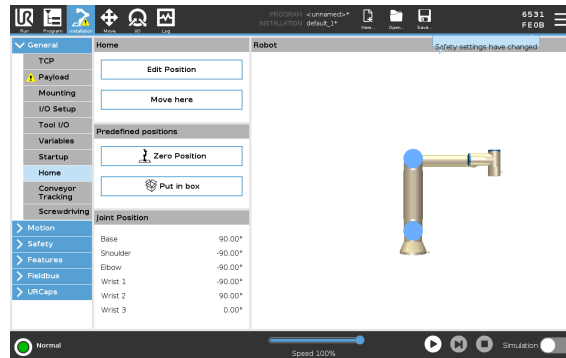 UR
Run
Program
Installation
Move
I/O
Log
PROGRAM <unnamed>*
INSTALLATION default_1*
New...
Open...
Save...
6531
FE0B
General
TCP
Payload
Mounting
I/O Setup
Tool I/O
Variables
Startup
Home
Conveyor
Tracking
Screwdriving
Motion
Safety
Features
Fieldbus
URCaps
Home
Edit Position
Move here
Predefined positions
Zero Position
Put in box
Joint Position
Base 90.00°
Shoulder -90.00°
Elbow -90.00°
Wrist 1 -90.00°
Wrist 2 90.00°
Wrist 3 0.00°
Robot
Safety settings have changed
Normal
Speed 100%
Simulation